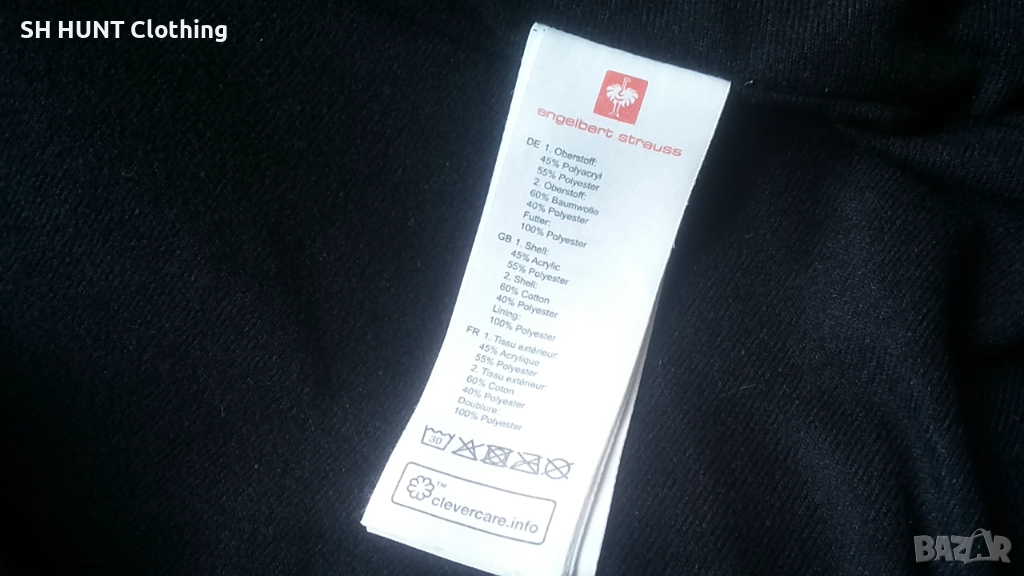 SH HUNT Clothing
engelbert strauss
DE 1. Oberstoff:
45% Polyacryl
55% Polyester
2. Oberstoff:
60% Baumwolle
40% Polyester
Futter:
100% Polyester
GB 1. Shell:
45% Acrylic
55% Polyester
2. Shell:
60% Cotton
40% Polyester
Lining:
100% Polyester
FR 1. Tissu extérieur:
45% Acrylique
55% Polyester
2. Tissu extérieur:
60% Coton
40% Polyester
Doublure:
100% Polyester
30
™
clevercare.info
BAZAR